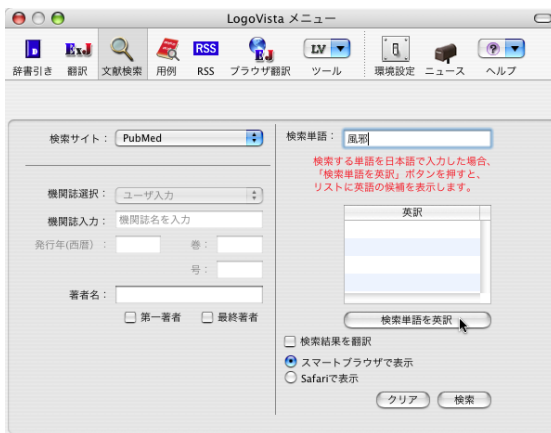 LogoVista メニュー
ExJ
RSS
LV
辞書引き 翻訳 文献検索 用例 RSS ブラウザ翻訳 ツール 環境設定 ニュース ヘルプ
検索サイト： PubMed
検索単語： 風邪
検索する単語を日本語で入力した場合、
「検索単語を英訳」ボタンを押すと、
リストに英語の候補を表示します。
機関誌選択： ユーザ入力
英訳
機関誌入力： 機関誌名を入力
発行年(西暦)： 巻：
号：
著者名：
第一著者 最終著者
検索単語を英訳
検索結果を翻訳
スマートブラウザで表示
Safariで表示
クリア 検索